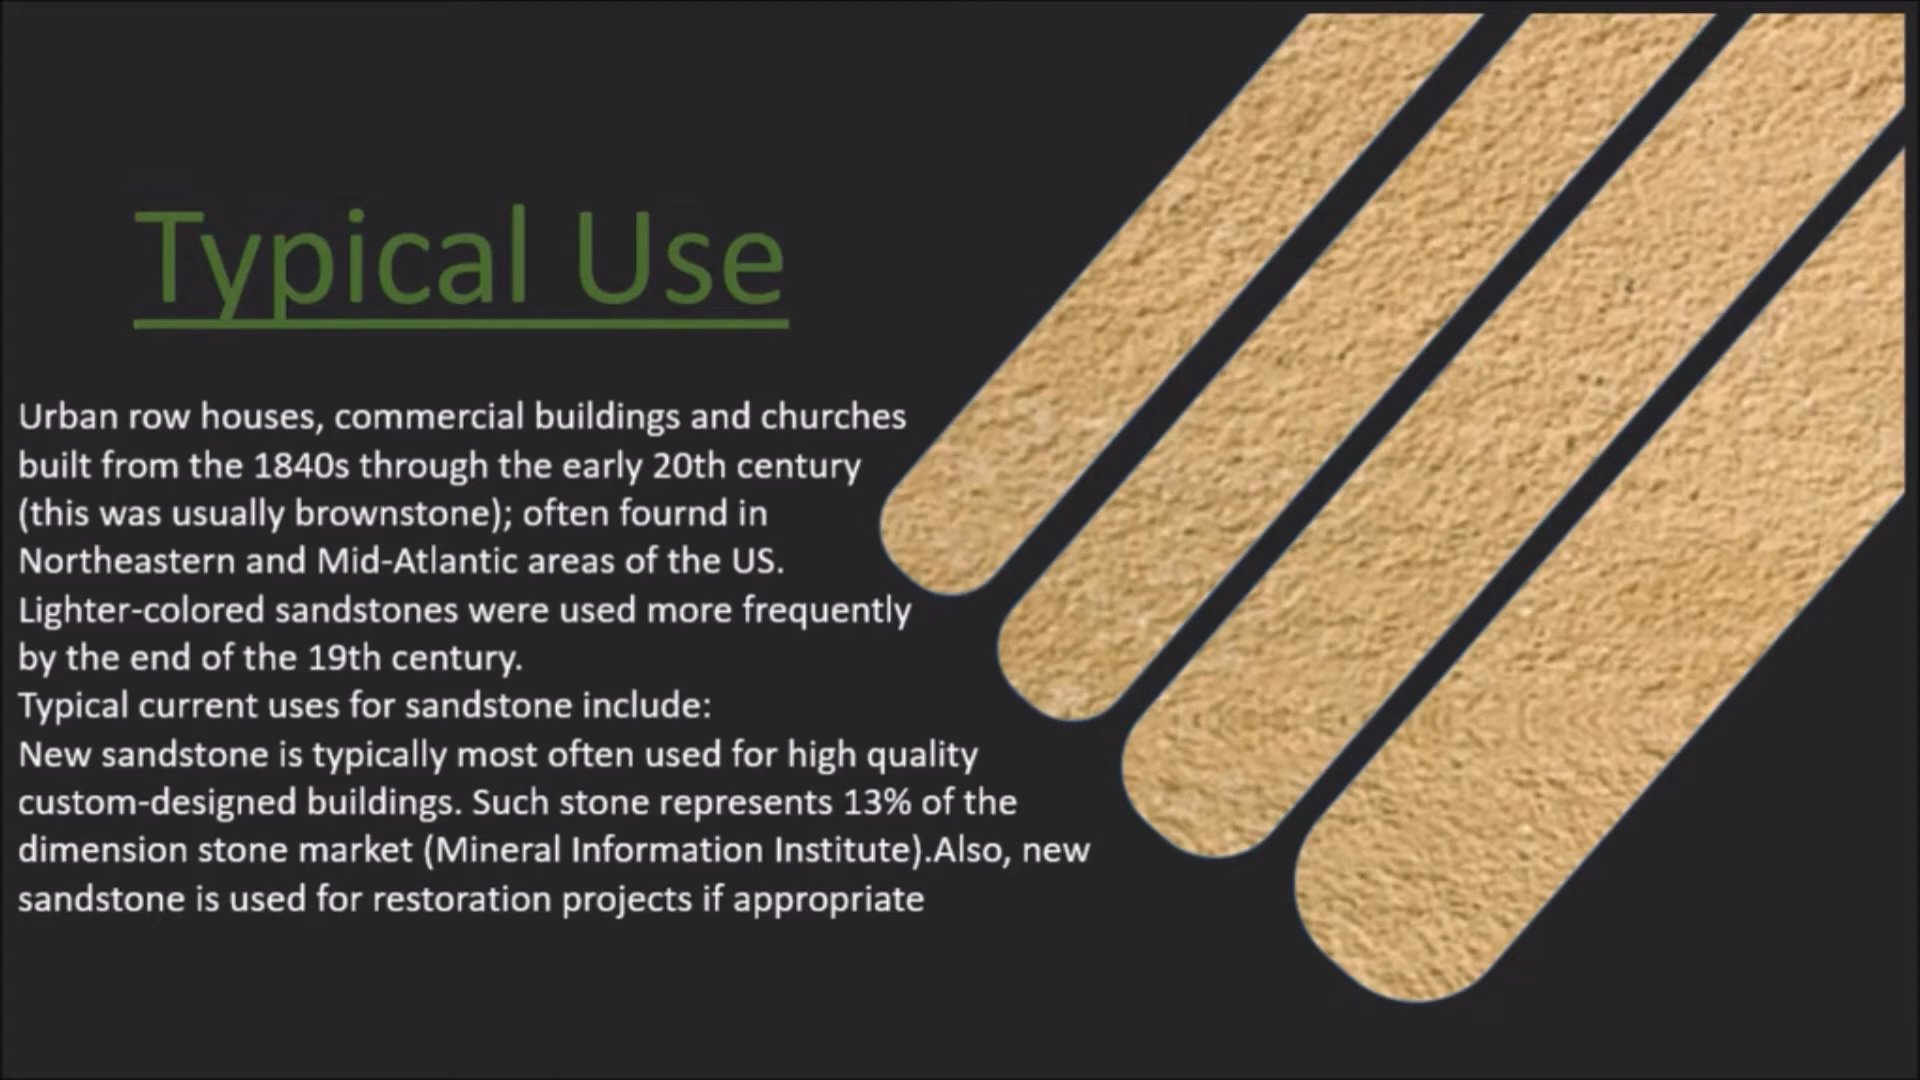 Typical Use
Urban row houses, commercial buildings and churches
built from the 1840s through the early 20th century
(this was usually brownstone); often fournd in
Northeastern and Mid-Atlantic areas of the US.
Lighter-colored sandstones were used more frequently
by the end of the 19th century.
Typical current uses for sandstone include:
New sandstone is typically most often used for high quality
custom-designed buildings. Such stone represents 13% of the
dimension stone market (Mineral Information Institute).Also, new
sandstone is used for restoration projects if appropriate